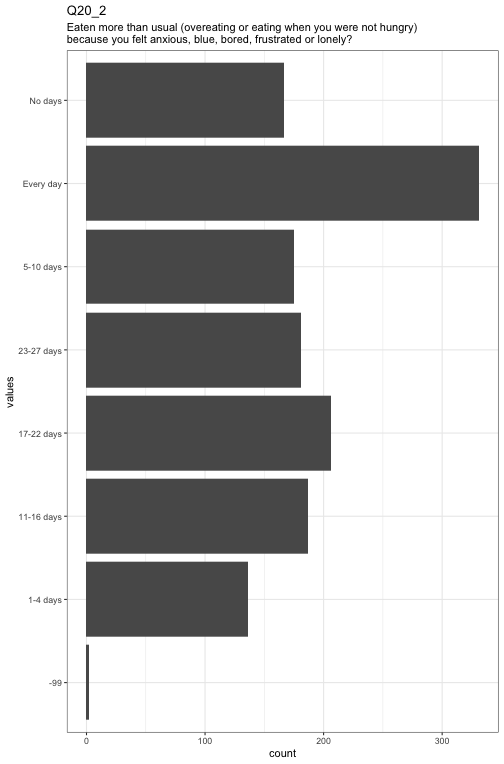 Q20_2
Eaten more than usual (overeating or eating when you were not hungry)
because you felt anxious, blue, bored, frustrated or lonely?
No days
Every day
5-10 days
23-27 days
17-22 days
11-16 days
1-4 days
-99
values
0 100 200 300
count